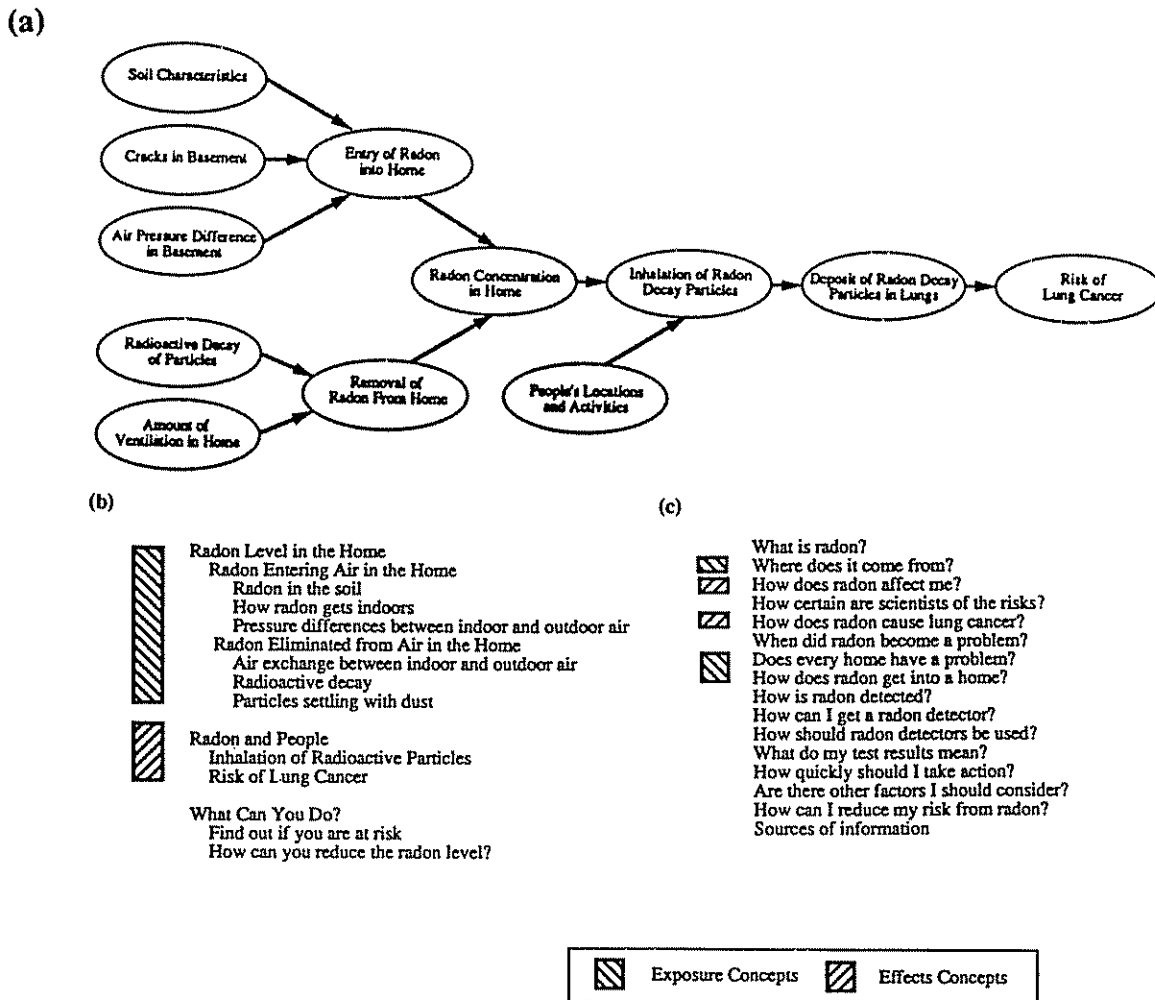 (a)
Soil Characteristics
Cracks in Basement
Air Pressure Difference
in Basement
Entry of Radon
into Home
Radon Concentration
in Home
Inhalation of Radon
Decay Particles
Deposit of Radon Decay
Particles in Lungs
Risk of
Lung Cancer
Radioactive Decay
of Particles
Amount of
Ventilation in Home
Removal of
Radon From Home
People's Locations
and Activities
(b)
Radon Level in the Home
Radon Entering Air in the Home
Radon in the soil
How radon gets indoors
Pressure differences between indoor and outdoor air
Radon Eliminated from Air in the Home
Air exchange between indoor and outdoor air
Radioactive decay
Particles settling with dust
Radon and People
Inhalation of Radioactive Particles
Risk of Lung Cancer
What Can You Do?
Find out if you are at risk
How can you reduce the radon level?
(c)
What is radon?
Where does it come from?
How does radon affect me?
How certain are scientists of the risks?
How does radon cause lung cancer?
When did radon become a problem?
Does every home have a problem?
How does radon get into a home?
How is radon detected?
How can I get a radon detector?
How should radon detectors be used?
What do my test results mean?
How quickly should I take action?
Are there other factors I should consider?
How can I reduce my risk from radon?
Sources of information
Exposure Concepts
Effects Concepts